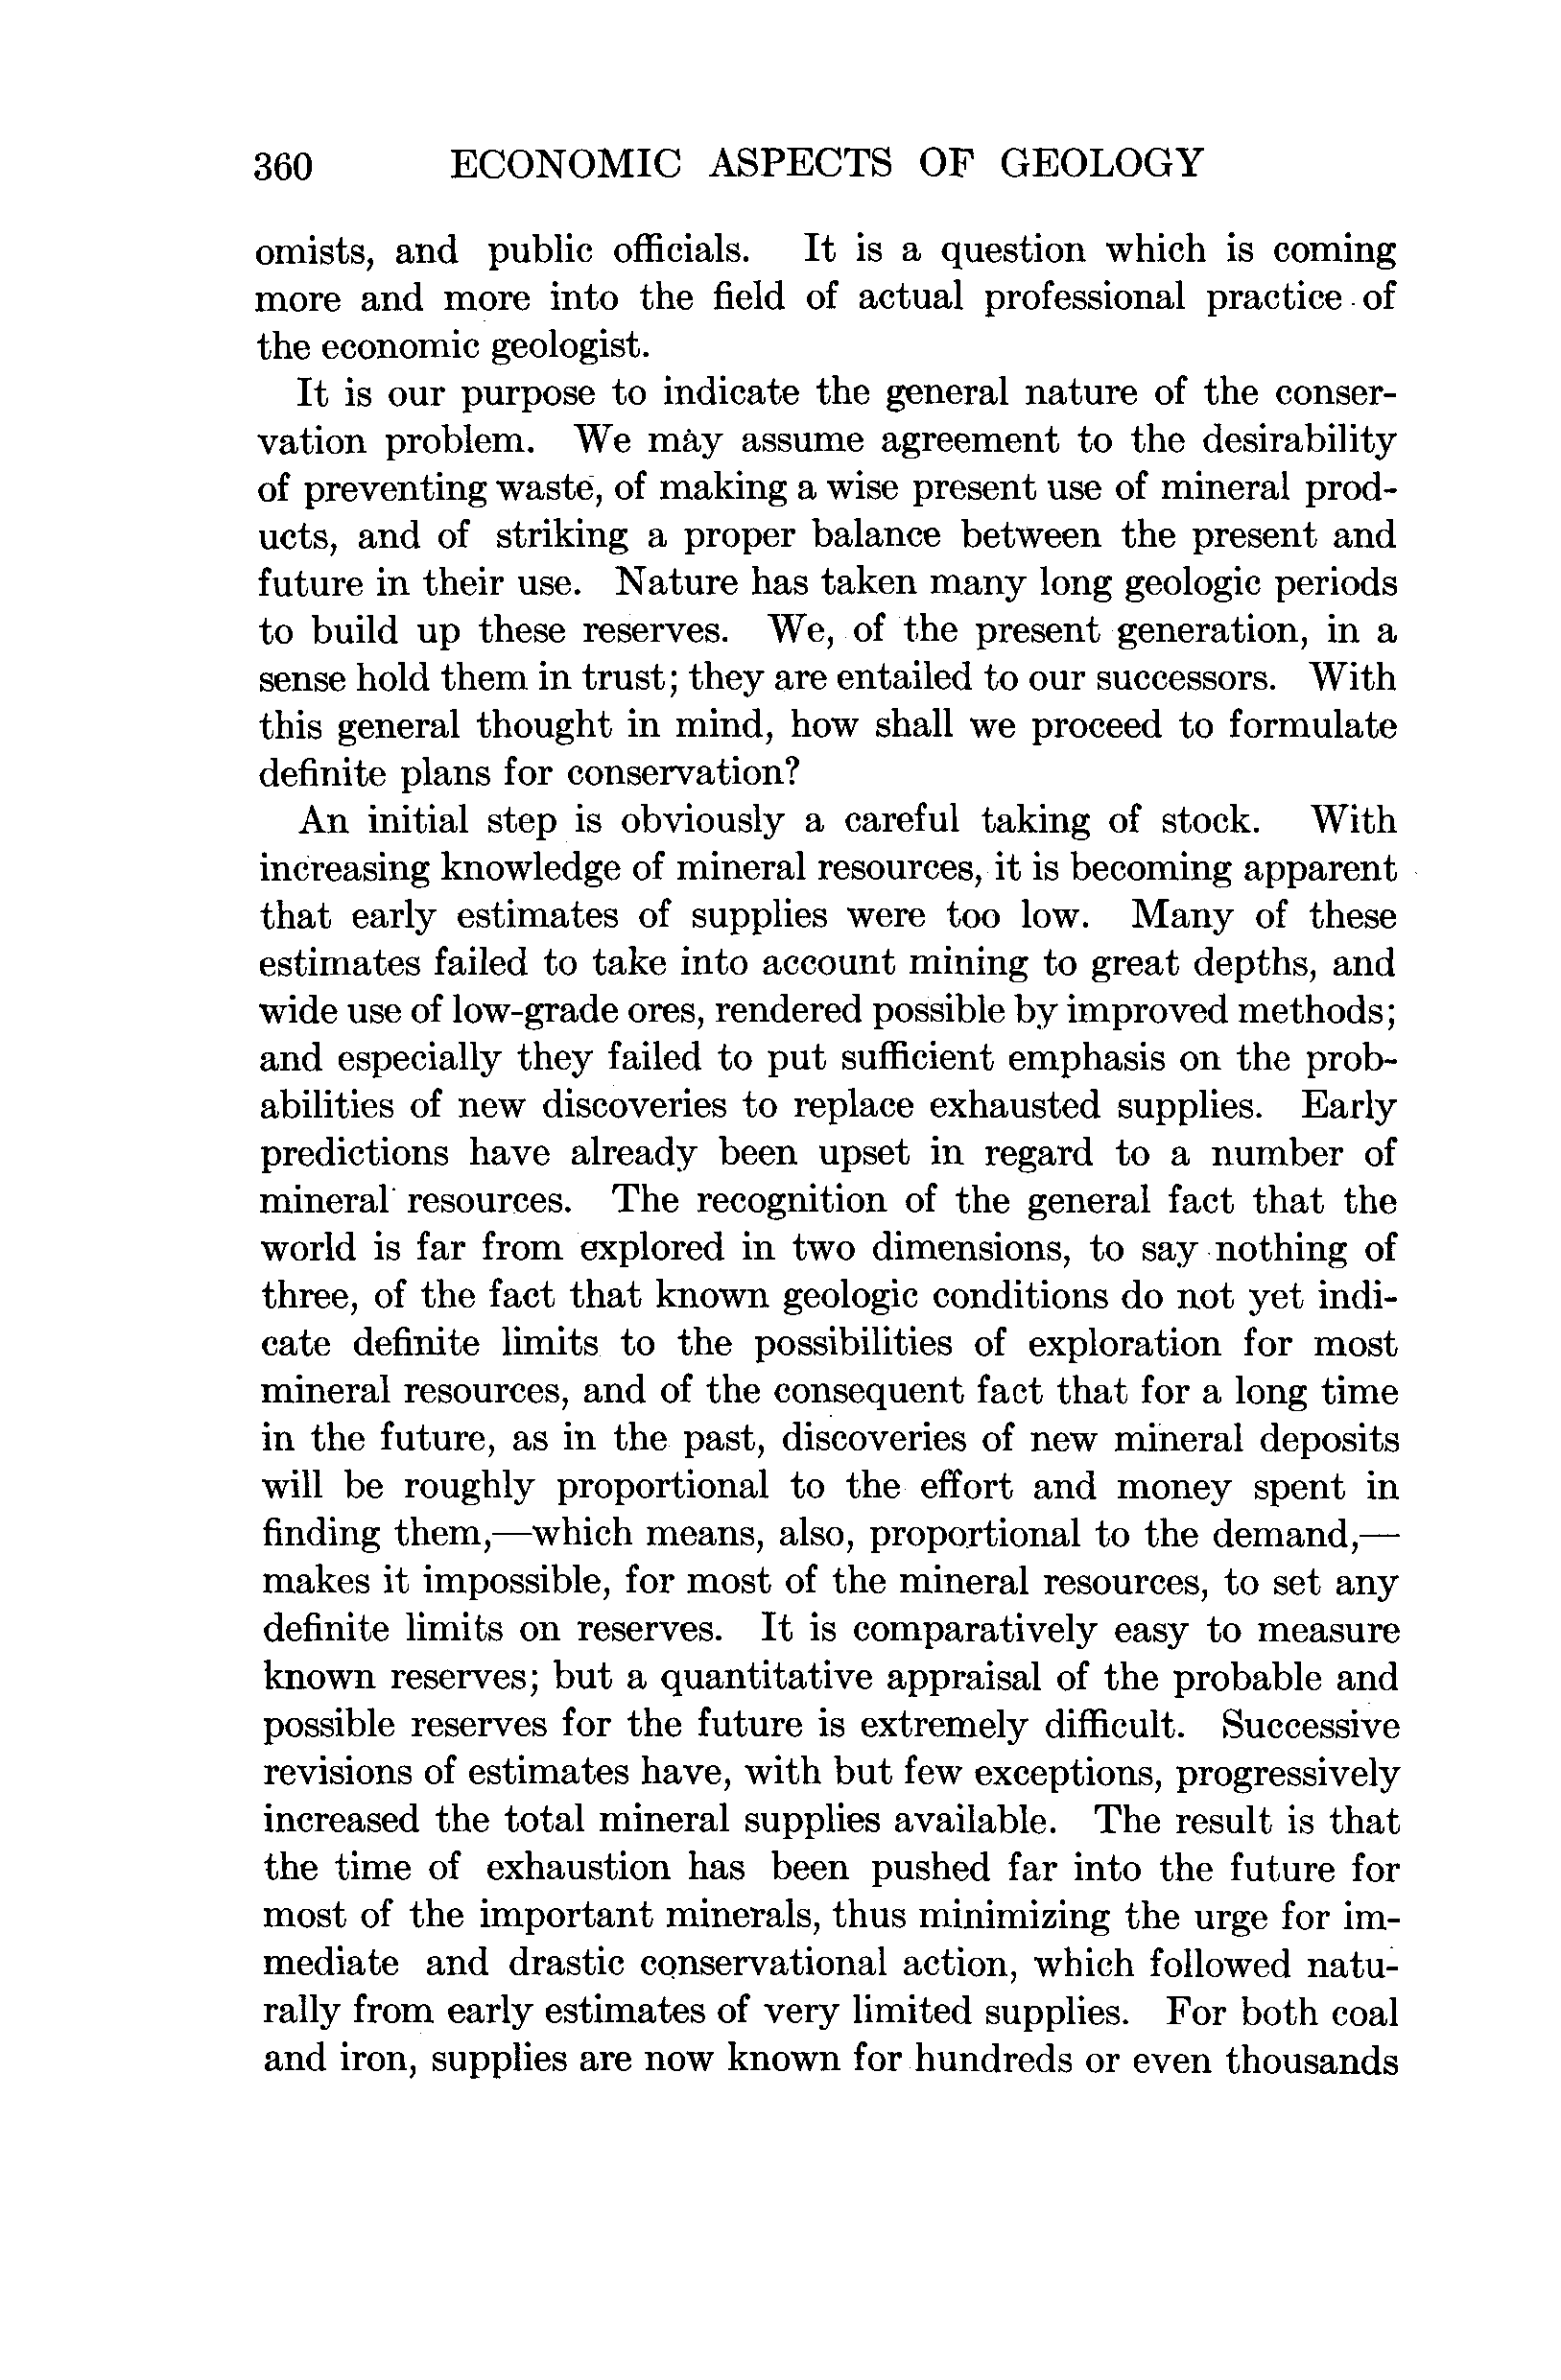 360 ECONOMIC ASPECTS OF GEOLOGY
omists, and public officials. It is a question which is coming
more and more into the field of actual professional practice of
the economic geologist.
It is our purpose to indicate the general nature of the conser-
vation problem. We may assume agreement to the desirability
of preventing waste, of making a wise present use of mineral prod-
ucts, and of striking a proper balance between the present and
future in their use. Nature has taken many long geologic periods
to build up these reserves. We, of the present generation, in a
sense hold them in trust; they are entailed to our successors. With
this general thought in mind, how shall we proceed to formulate
definite plans for conservation?
An initial step is obviously a careful taking of stock. With
increasing knowledge of mineral resources, it is becoming apparent
that early estimates of supplies were too low. Many of these
estimates failed to take into account mining to great depths, and
wide use of low-grade ores, rendered possible by improved methods;
and especially they failed to put sufficient emphasis on the prob-
abilities of new discoveries to replace exhausted supplies. Early
predictions have already been upset in regard to a number of
mineral resources. The recognition of the general fact that the
world is far from explored in two dimensions, to say nothing of
three, of the fact that known geologic conditions do not yet indi-
cate definite limits to the possibilities of exploration for most
mineral resources, and of the consequent fact that for a long time
in the future, as in the past, discoveries of new mineral deposits
will be roughly proportional to the effort and money spent in
finding them,—which means, also, proportional to the demand,—
makes it impossible, for most of the mineral resources, to set any
definite limits on reserves. It is comparatively easy to measure
known reserves; but a quantitative appraisal of the probable and
possible reserves for the future is extremely difficult. Successive
revisions of estimates have, with but few exceptions, progressively
increased the total mineral supplies available. The result is that
the time of exhaustion has been pushed far into the future for
most of the important minerals, thus minimizing the urge for im-
mediate and drastic conservational action, which followed natu-
rally from early estimates of very limited supplies. For both coal
and iron, supplies are now known for hundreds or even thousands